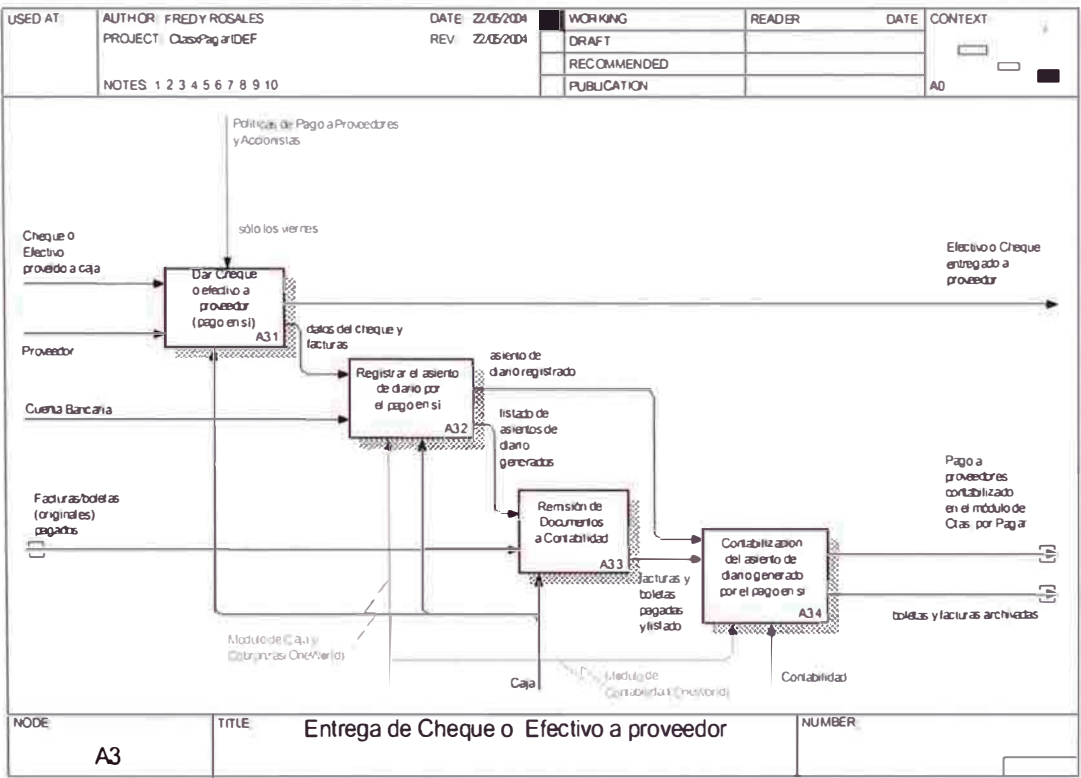 USED AT:
AUTHOR: FREDY ROSALES
DATE: 22/05/2004
PROJECT: CtasxPagarIDEF
REV: 22/05/2004
NOTES: 1 2 3 4 5 6 7 8 9 10
WORKING
DRAFT
RECOMMENDED
PUBLICATION
READER
DATE
CONTEXT:
A0
Politicas de Pago a Proveedores
y Accionistas
sólo los viernes
Cheque o
Efectivo
proveido a caja
Dar Cheque
o efectivo a
proveedor
(pago en sí)
A31
Efectivo o Cheque
entregado a
proveedor
Proveedor
datos del cheque y
facturas
Registrar el asiento
de diario por
el pago en sí
A32
asiento de
diario registrado
Cuenta Bancaria
listado de
asientos de
diario
generados
Facturas/boletas
(originales)
pagados
Remisión de
Documentos
a Contabilidad
A33
Pago a
proveedores
contabilizado
en el módulo de
Ctas por Pagar
Contabilizacion
del asiento de
diario generado
por el pago en si
A34
facturas y
boletas
pagadas
y listado
boletas y facturas archivadas
Modulo de Caja y
Cobranzas(OneWorld)
Caja
Modulo de
Contabilidad(OneWorld)
Contabilidad
NODE:
A3
TITLE:
Entrega de Cheque o Efectivo a proveedor
NUMBER: